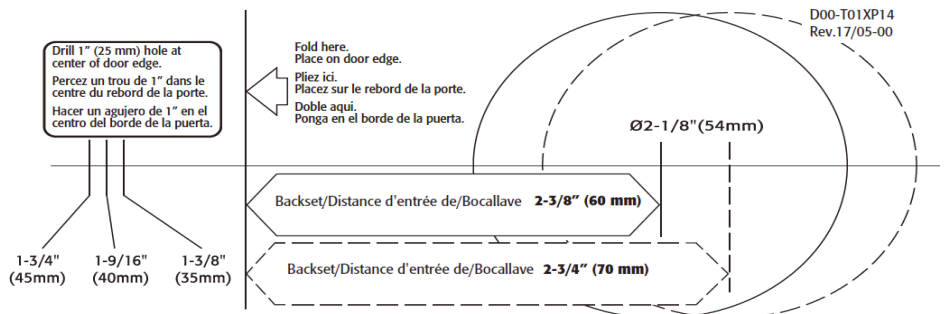 Drill 1” (25 mm) hole at
center of door edge.
Percez un trou de 1” dans le
centre du rebord de la porte.
Hacer un agujero de 1” en el
centro del borde de la puerta.
Fold here.
Place on door edge.
Pliez ici.
Placez sur le rebord de la porte.
Doble aqui.
Ponga en el borde de la puerta.
D00-T01XP14
Rev.17/05-00
Ø2-1/8"(54mm)
Backset/Distance d'entrée de/Bocallave 2-3/8” (60 mm)
Backset/Distance d'entrée de/Bocallave 2-3/4” (70 mm)
1-3/4"
(45mm)
1-9/16"
(40mm)
1-3/8"
(35mm)